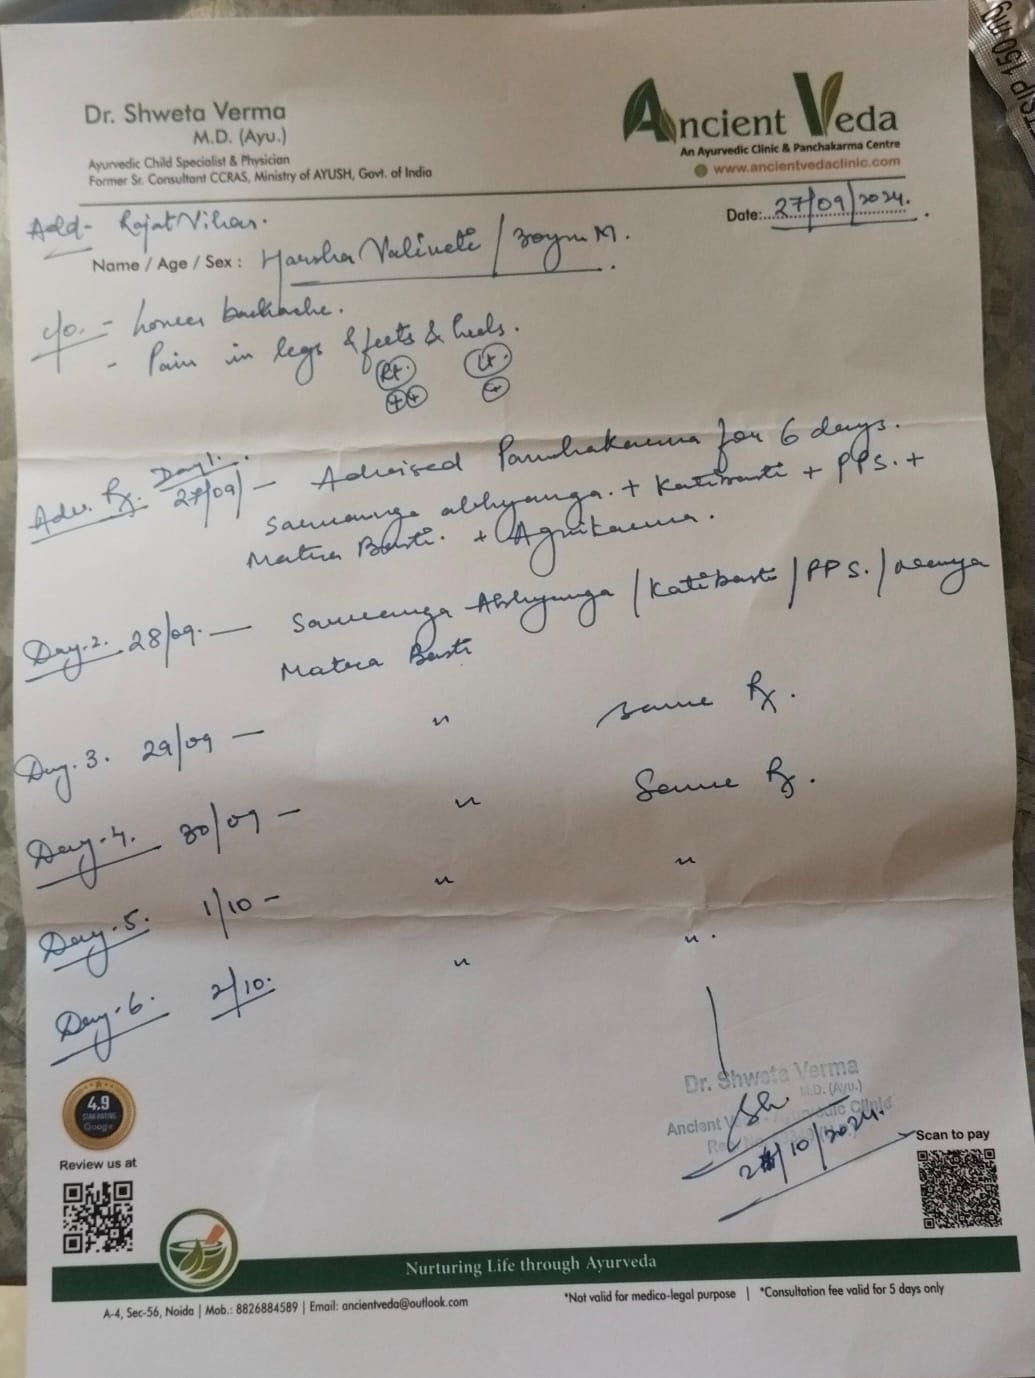 TSIP 150 mg
Dr. Shweta Verma
M.D. (Ayu.)
Ayurvedic Child Specialist & Physician
Former Sr. Consultant CCRAS, Ministry of AYUSH, Govt. of India
Ancient Veda
An Ayurvedic Clinic & Panchakarma Centre
www.ancientvedaclinic.com
Date:..27/09/2024.
Add- Rajat Vihar.
Name / Age / Sex : Harsha Valiveti / 30yrs M.
c/o. - Lower backache.
- Pain in legs & feets & heels.
Rt. Lt.
++ +
Adv. Rx. Day 1. 27/09/ - Advised Panchakarma for 6 days.
Sarvanga abhyanga. + Katibasti + PPS. +
Matra Basti. + Agnikarma.
Day.2. 28/09. — Sarvanga Abhyanga / Katibasti / PPS. / nasya
Matra Basti
Day.3. 29/09 — " same Rx.
Day.4. 30/09 - " Same Rx.
Day.5. 1/10 - " "
Day.6. 2/10. " " .
Dr. Shweta Verma
M.D. (Ayu.)
Ancient Clinic
/10/2024.
4.9
STAR RATING
Google
Review us at
Scan to pay
Nurturing Life through Ayurveda
A-4, Sec-56, Noida | Mob.: 8826884589 | Email: ancientveda@outlook.com
*Not valid for medico-legal purpose | *Consultation fee valid for 5 days only